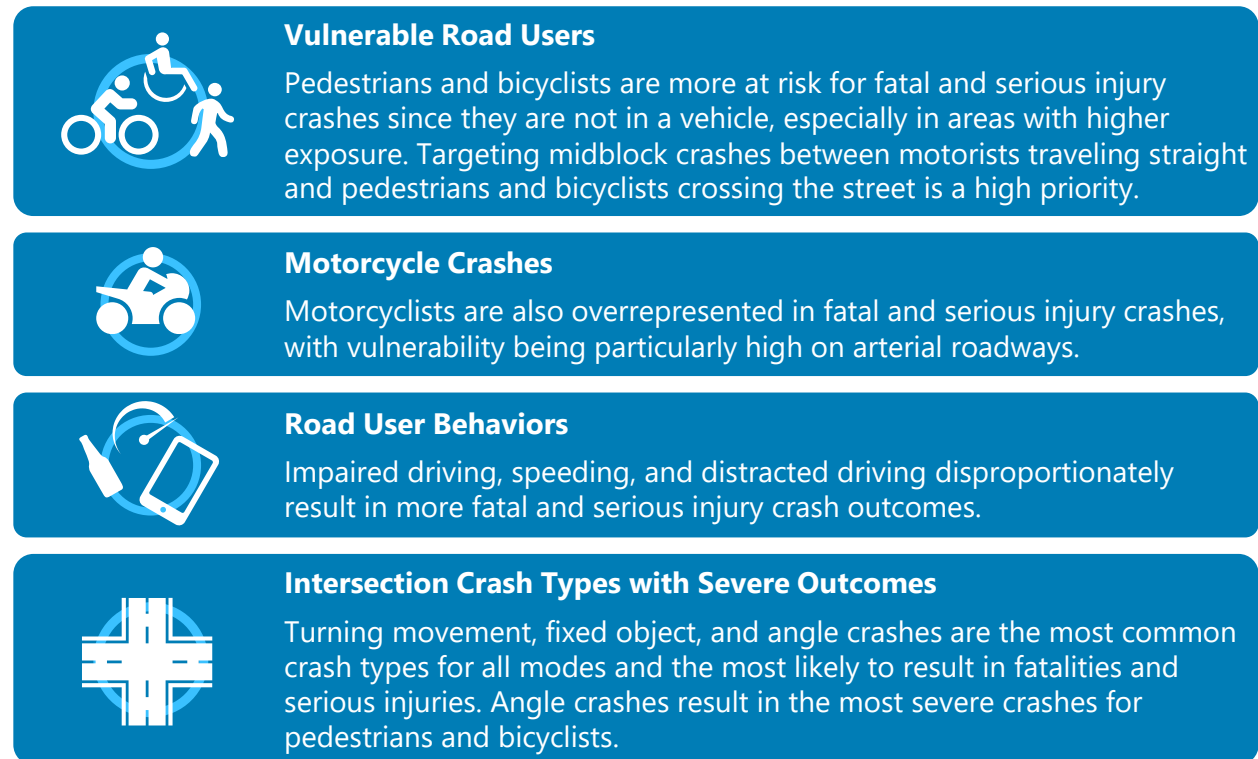 Vulnerable Road Users
Pedestrians and bicyclists are more at risk for fatal and serious injury
crashes since they are not in a vehicle, especially in areas with higher
exposure. Targeting midblock crashes between motorists traveling straight
and pedestrians and bicyclists crossing the street is a high priority.
Motorcycle Crashes
Motorcyclists are also overrepresented in fatal and serious injury crashes,
with vulnerability being particularly high on arterial roadways.
Road User Behaviors
Impaired driving, speeding, and distracted driving disproportionately
result in more fatal and serious injury crash outcomes.
Intersection Crash Types with Severe Outcomes
Turning movement, fixed object, and angle crashes are the most common
crash types for all modes and the most likely to result in fatalities and
serious injuries. Angle crashes result in the most severe crashes for
pedestrians and bicyclists.